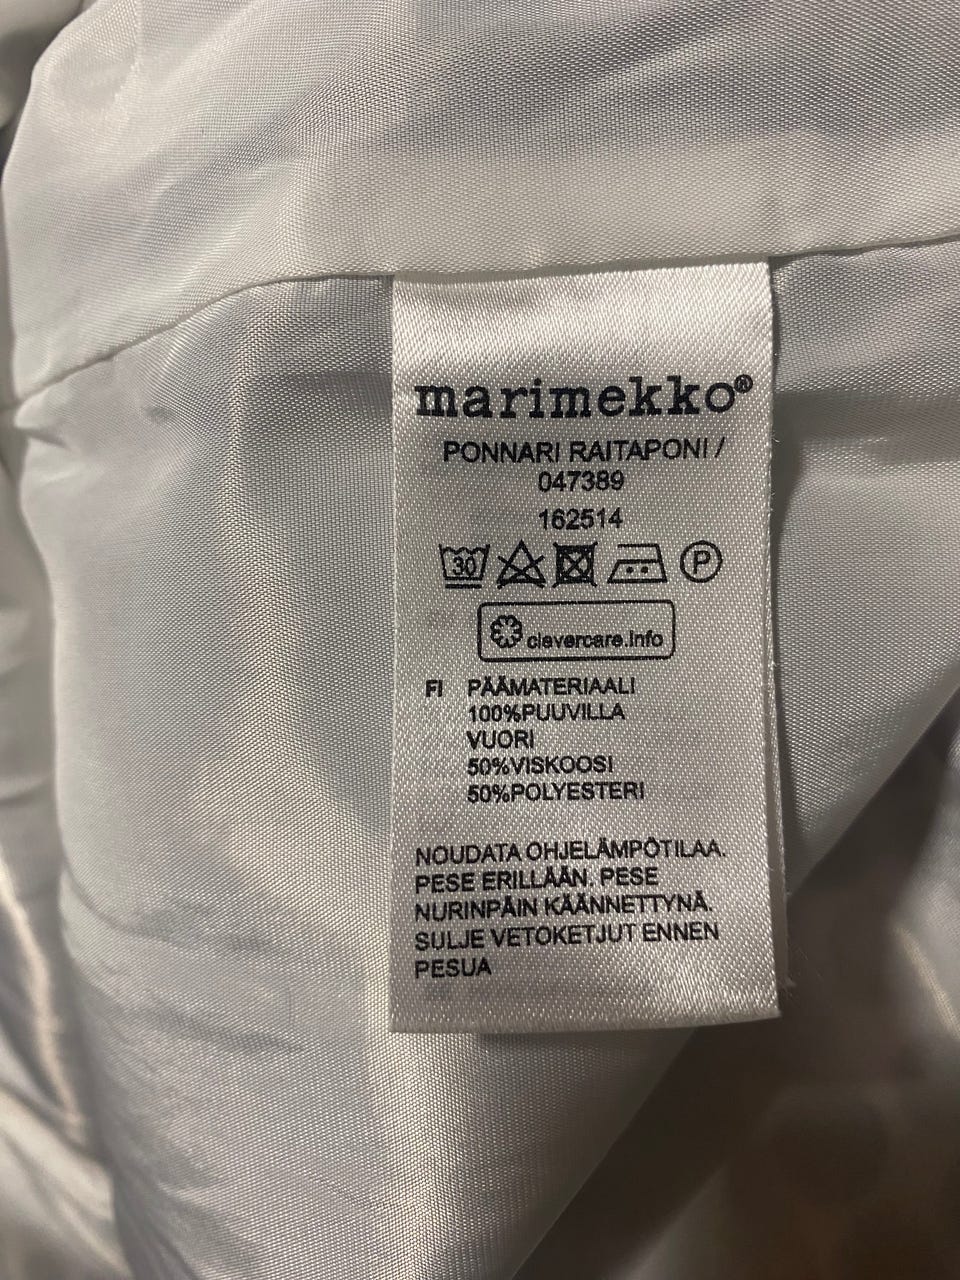 marimekko®
PONNARI RAITAPONI /
047389
162514
30 P
clevercare.info
FI PÄÄMATERIAALI
100%PUUVILLA
VUORI
50%VISKOOSI
50%POLYESTERI
NOUDATA OHJELÄMPÖTILAA.
PESE ERILLÄÄN. PESE
NURINPÄIN KÄÄNNETTYNÄ.
SULJE VETOKETJUT ENNEN
PESUA